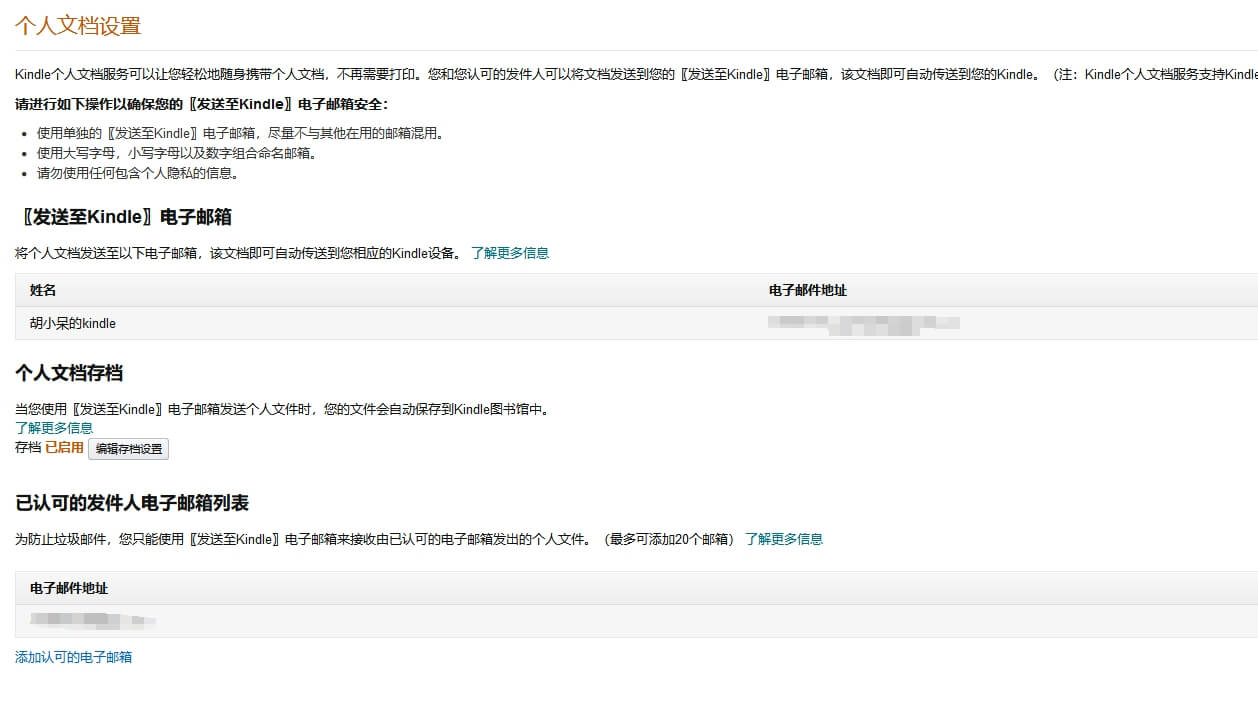 个人文档设置
Kindle个人文档服务可以让您轻松地随身携带个人文档，不再需要打印。您和您认可的发件人可以将文档发送到您的〖发送至Kindle〗电子邮箱，该文档即可自动传送到您的Kindle。（注：Kindle个人文档服务支持Kindle
请进行如下操作以确保您的〖发送至Kindle〗电子邮箱安全：
• 使用单独的〖发送至Kindle〗电子邮箱，尽量不与其他在用的邮箱混用。
• 使用大写字母，小写字母以及数字组合命名邮箱。
• 请勿使用任何包含个人隐私的信息。
〖发送至Kindle〗电子邮箱
将个人文档发送至以下电子邮箱，该文档即可自动传送到您相应的Kindle设备。 了解更多信息
姓名 电子邮件地址
胡小呆的kindle
个人文档存档
当您使用〖发送至Kindle〗电子邮箱发送个人文件时，您的文件会自动保存到Kindle图书馆中。
了解更多信息
存档 已启用 编辑存档设置
已认可的发件人电子邮箱列表
为防止垃圾邮件，您只能使用〖发送至Kindle〗电子邮箱来接收由已认可的电子邮箱发出的个人文件。（最多可添加20个邮箱） 了解更多信息
电子邮件地址
添加认可的电子邮箱